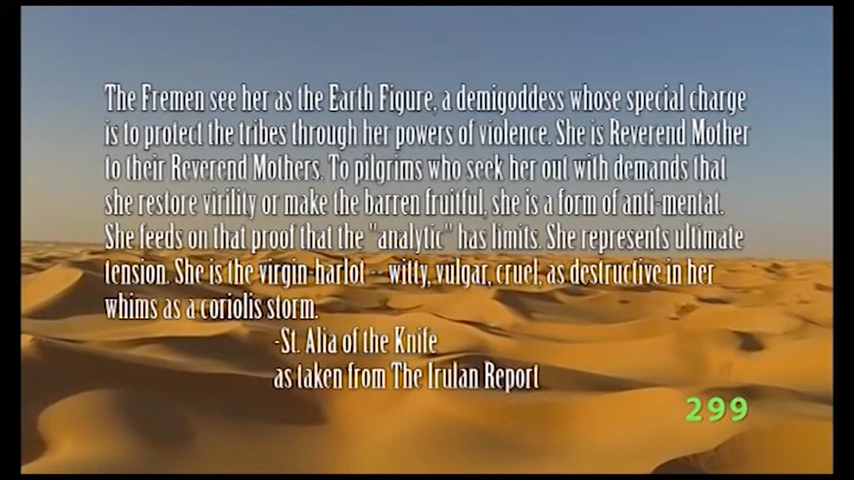 The Fremen see her as the Earth Figure, a demigoddess whose special charge
is to protect the tribes through her powers of violence. She is Reverend Mother
to their Reverend Mothers. To pilgrims who seek her out with demands that
she restore virility or make the barren fruitful, she is a form of anti-mentat.
She feeds on that proof that the "analytic" has limits. She represents ultimate
tension. She is the virgin-harlot -- witty, vulgar, cruel, as destructive in her
whims as a coriolis storm.
-St. Alia of the Knife
as taken from The Irulan Report
299